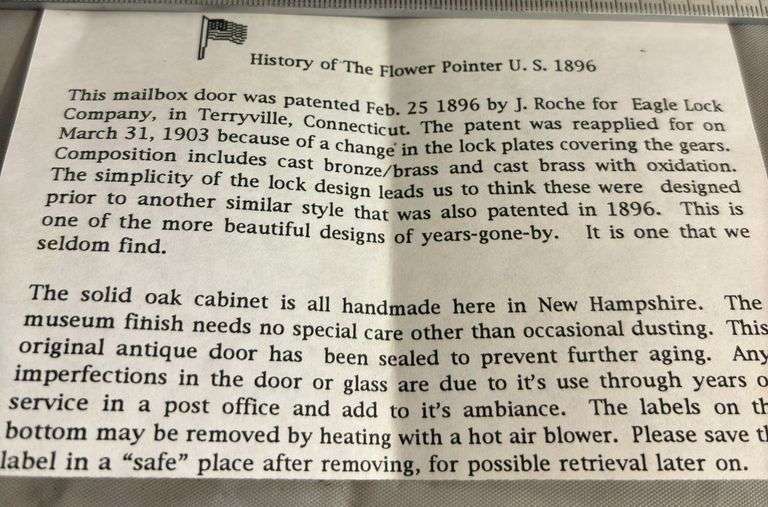 History of The Flower Pointer U. S. 1896
This mailbox door was patented Feb. 25 1896 by J. Roche for Eagle Lock
Company, in Terryville, Connecticut. The patent was reapplied for on
March 31, 1903 because of a change in the lock plates covering the gears.
Composition includes cast bronze/brass and cast brass with oxidation.
The simplicity of the lock design leads us to think these were designed
prior to another similar style that was also patented in 1896. This is
one of the more beautiful designs of years-gone-by. It is one that we
seldom find.
The solid oak cabinet is all handmade here in New Hampshire. The
museum finish needs no special care other than occasional dusting. This
original antique door has been sealed to prevent further aging. Any
imperfections in the door or glass are due to it's use through years
service in a post office and add to it's ambiance. The labels on
bottom may be removed by heating with a hot air blower. Please save
label in a "safe" place after removing, for possible retrieval later on.